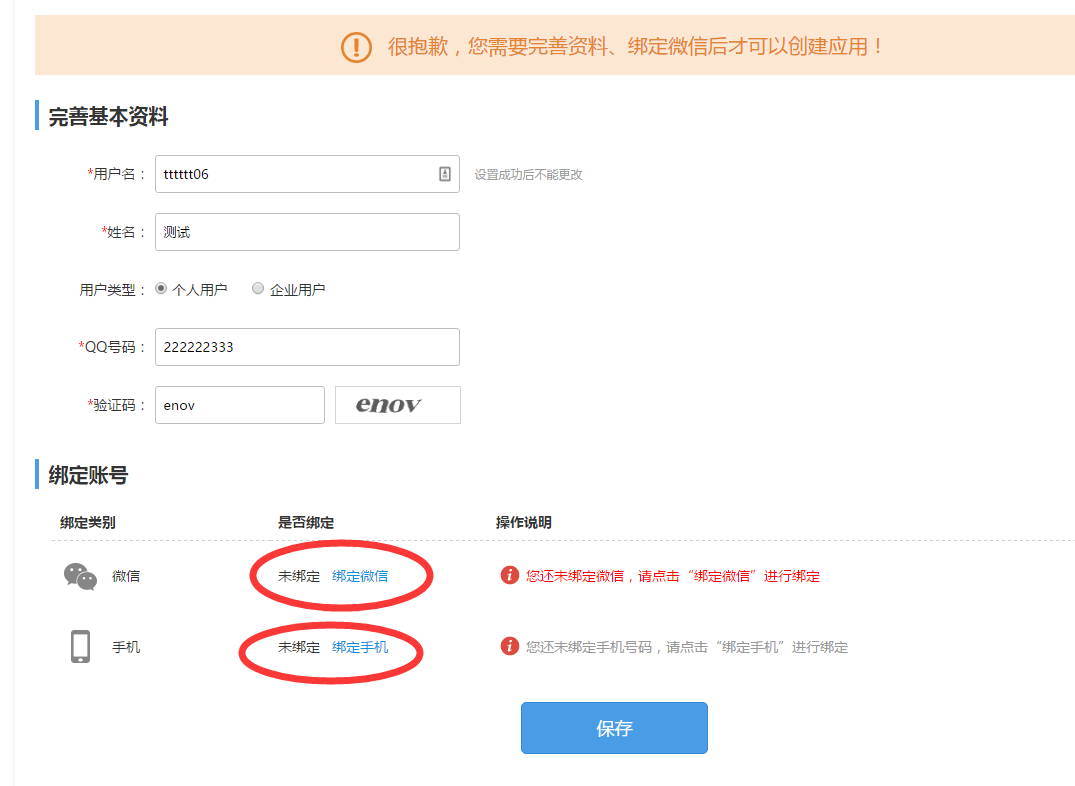 很抱歉，您需要完善资料、绑定微信后才可以创建应用！
完善基本资料
*用户名： tttttt06 设置成功后不能更改
*姓名： 测试
用户类型： 个人用户 企业用户
*QQ号码： 222222333
*验证码： enov enov
绑定账号
绑定类别 是否绑定 操作说明
微信 未绑定 绑定微信 您还未绑定微信，请点击“绑定微信”进行绑定
手机 未绑定 绑定手机 您还未绑定手机号码，请点击“绑定手机”进行绑定
保存